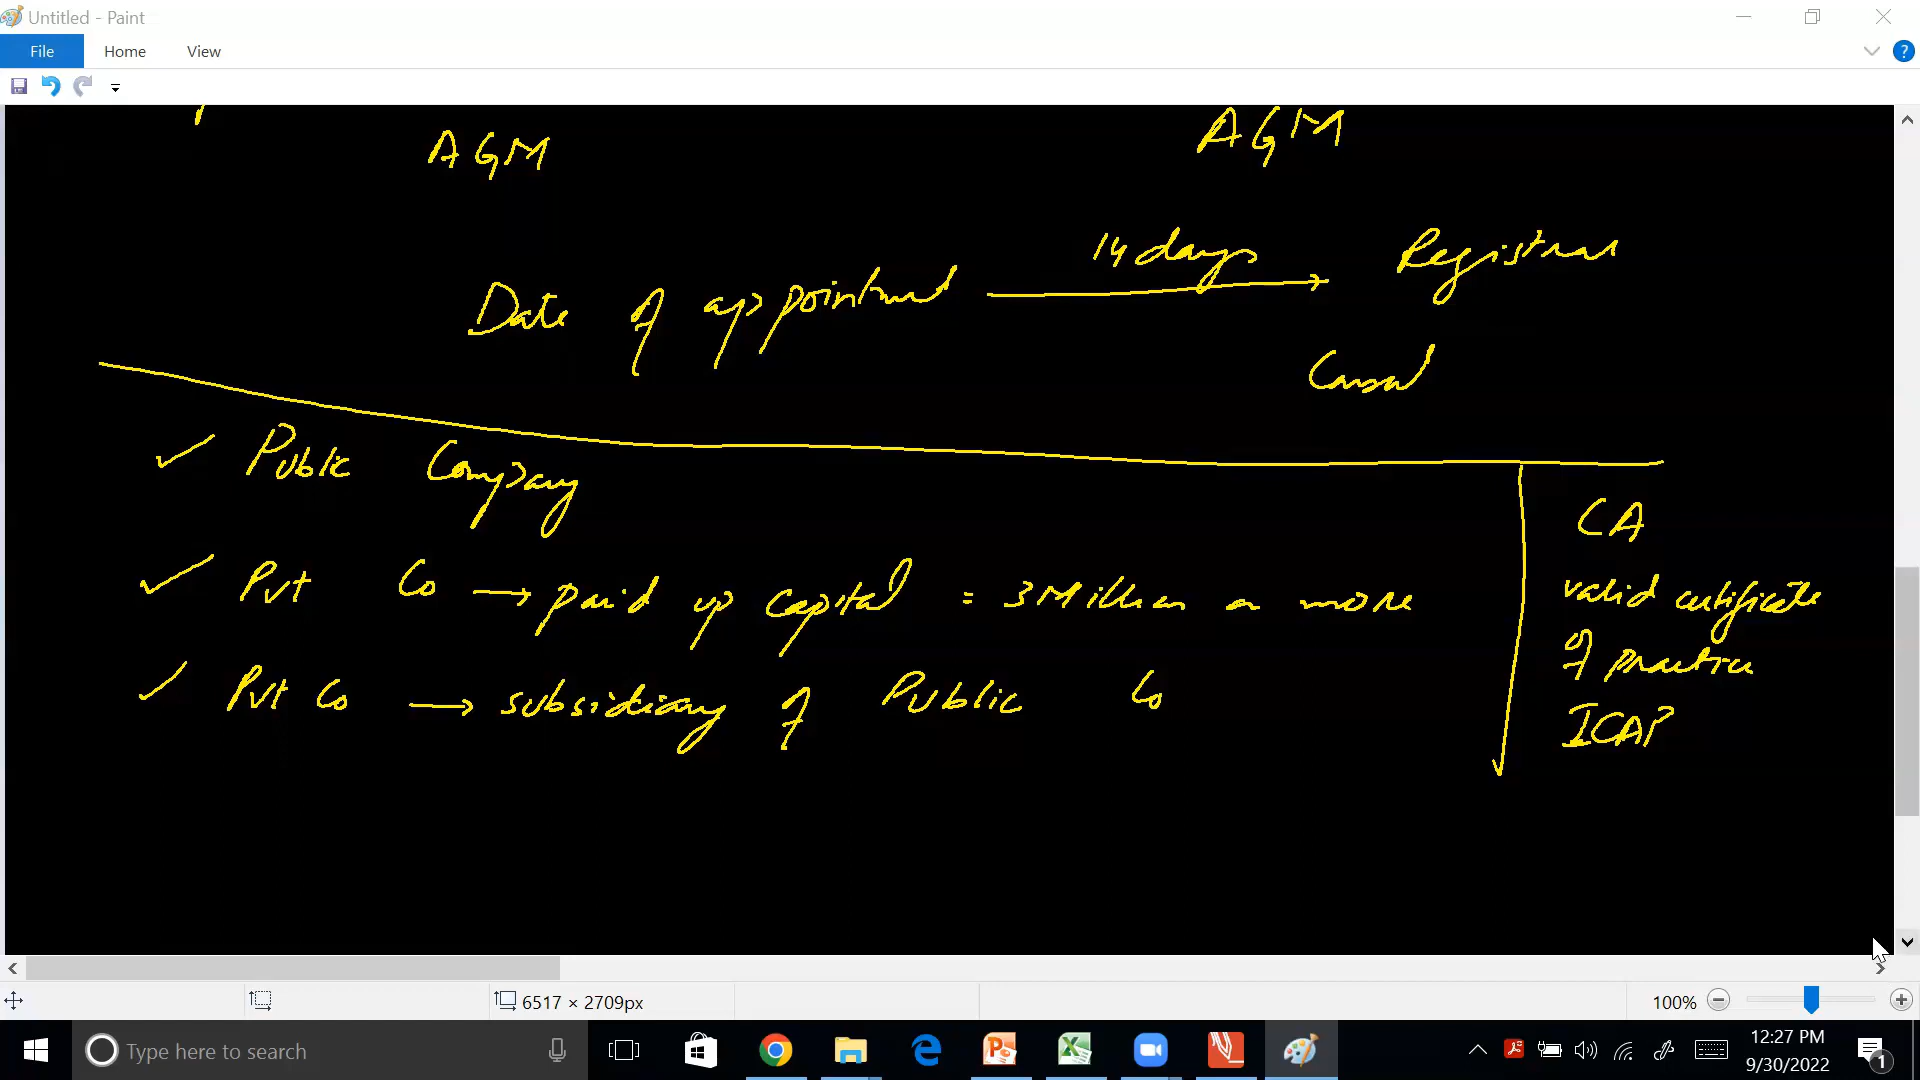 Untitled - Paint
File Home View
AGM AGM
14 days
Date of appointment → Registrar
Casual
✓ Public Company
✓ Pvt Co → paid up capital = 3 Million or more
✓ Pvt Co → subsidiary of Public Co
CA
valid certificate
of practice
ICAP
6517 × 2709px
100%
Type here to search
12:27 PM
9/30/2022
1